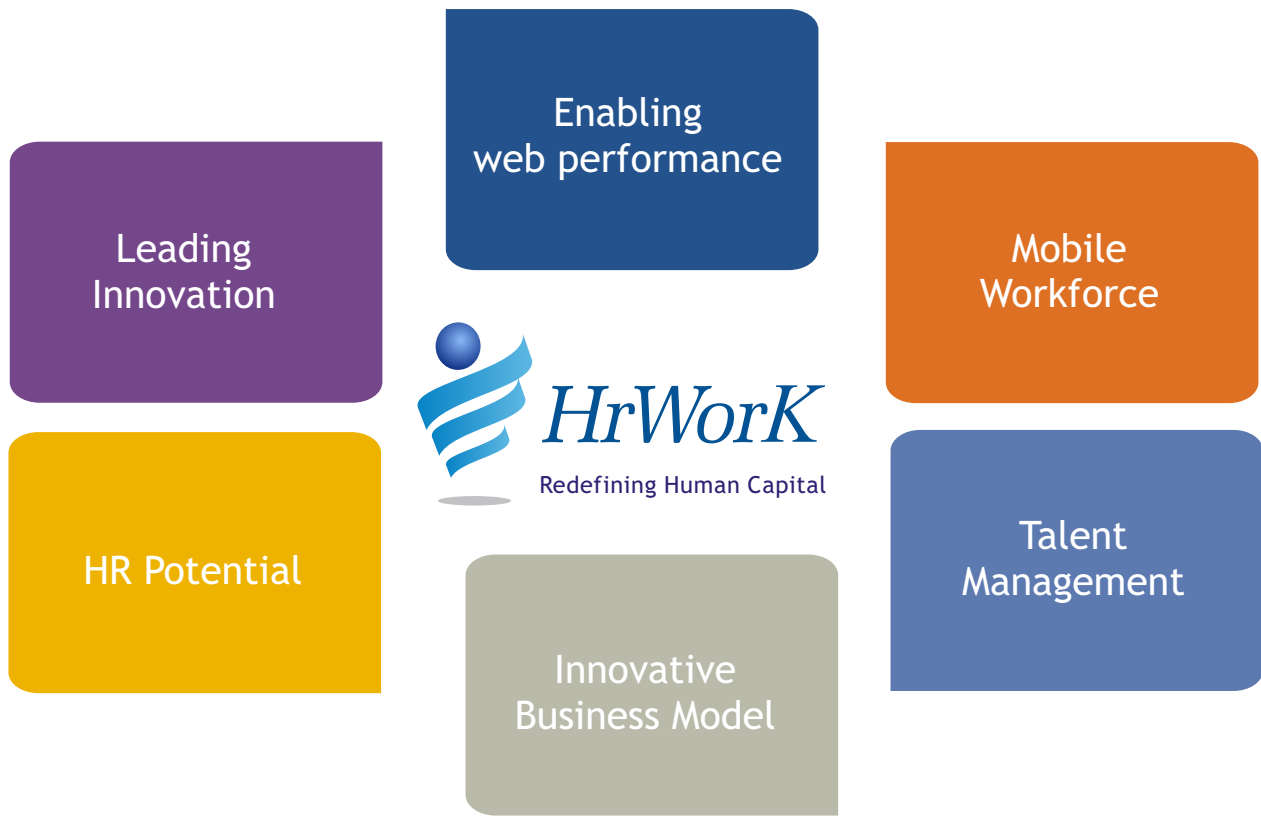 Enabling
web performance
Leading
Innovation
Mobile
Workforce
HrWorK
Redefining Human Capital
HR Potential
Talent
Management
Innovative
Business Model